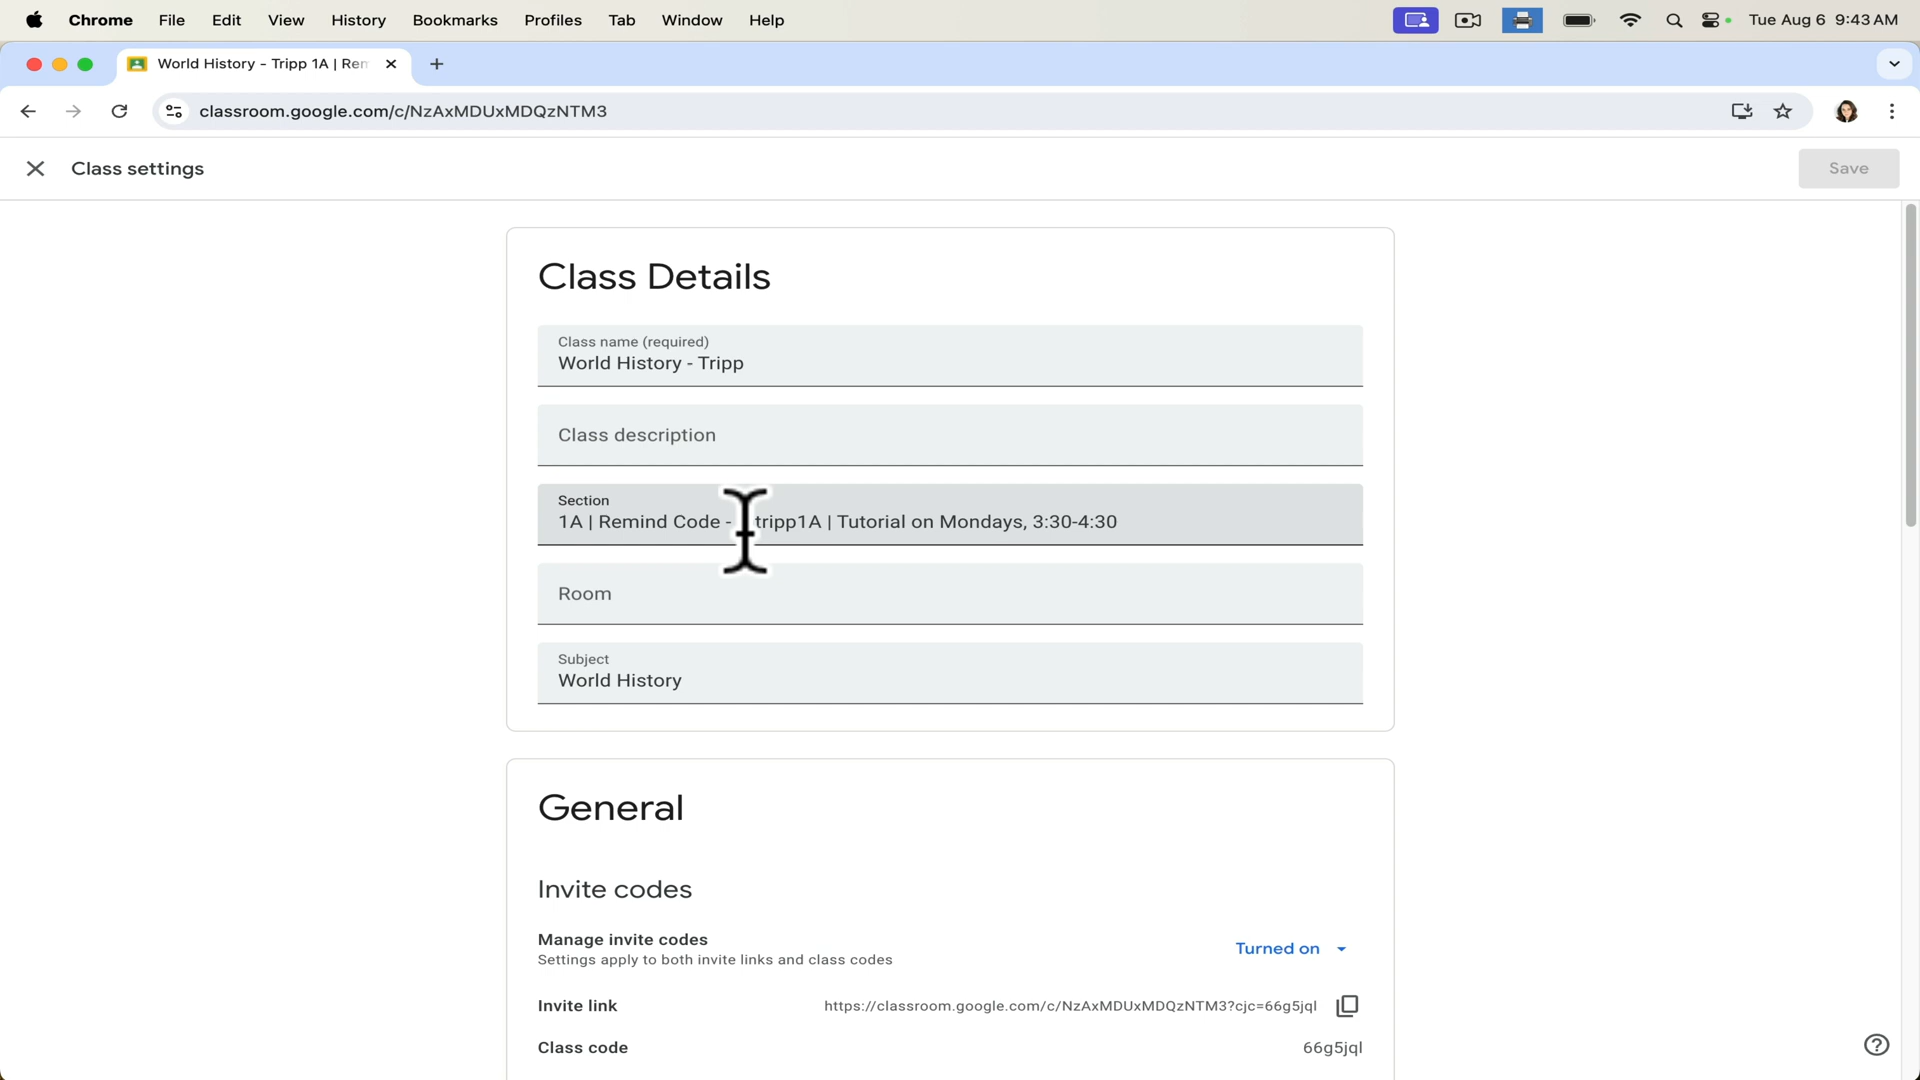 Chrome File Edit View History Bookmarks Profiles Tab Window Help Tue Aug 6 9:43 AM
World History - Tripp 1A | Rem
classroom.google.com/c/NzAxMDUxMDQzNTM3
Class settings Save
Class Details
Class name (required)
World History - Tripp
Class description
Section
1A | Remind Code - tripp1A | Tutorial on Mondays, 3:30-4:30
Room
Subject
World History
General
Invite codes
Manage invite codes
Settings apply to both invite links and class codes
Turned on
Invite link https://classroom.google.com/c/NzAxMDUxMDQzNTM3?cjc=66g5jql
Class code 66g5jql